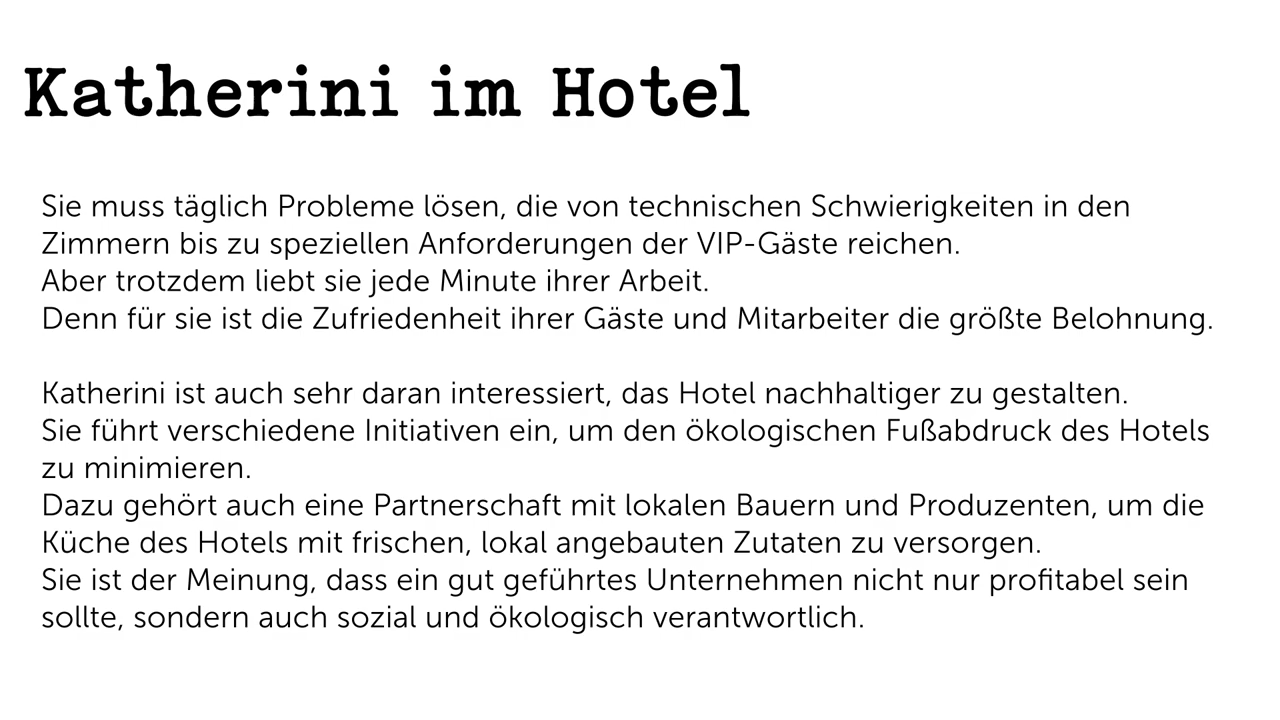 Katherini im Hotel
Sie muss täglich Probleme lösen, die von technischen Schwierigkeiten in den
Zimmern bis zu speziellen Anforderungen der VIP-Gäste reichen.
Aber trotzdem liebt sie jede Minute ihrer Arbeit.
Denn für sie ist die Zufriedenheit ihrer Gäste und Mitarbeiter die größte Belohnung.
Katherini ist auch sehr daran interessiert, das Hotel nachhaltiger zu gestalten.
Sie führt verschiedene Initiativen ein, um den ökologischen Fußabdruck des Hotels
zu minimieren.
Dazu gehört auch eine Partnerschaft mit lokalen Bauern und Produzenten, um die
Küche des Hotels mit frischen, lokal angebauten Zutaten zu versorgen.
Sie ist der Meinung, dass ein gut geführtes Unternehmen nicht nur profitabel sein
sollte, sondern auch sozial und ökologisch verantwortlich.